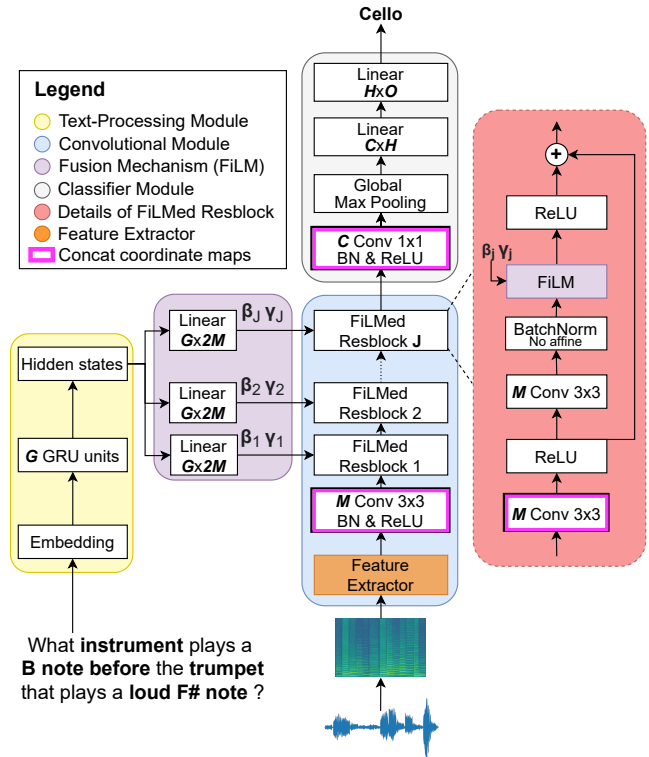 Cello
Linear
HxO
Linear
CxH
Global
Max Pooling
C Conv 1x1
BN & ReLU
Legend
Text-Processing Module
Convolutional Module
Fusion Mechanism (FiLM)
Classifier Module
Details of FiLMed Resblock
Feature Extractor
Concat coordinate maps
Hidden states
G GRU units
Embedding
Linear
Gx2M
Linear
Gx2M
Linear
Gx2M
βJ γJ
β2 γ2
β1 γ1
FiLMed
Resblock J
FiLMed
Resblock 2
FiLMed
Resblock 1
M Conv 3x3
BN & ReLU
Feature
Extractor
+
ReLU
βj γj
FiLM
BatchNorm
No affine
M Conv 3x3
ReLU
M Conv 3x3
What instrument plays a
B note before the trumpet
that plays a loud F# note ?